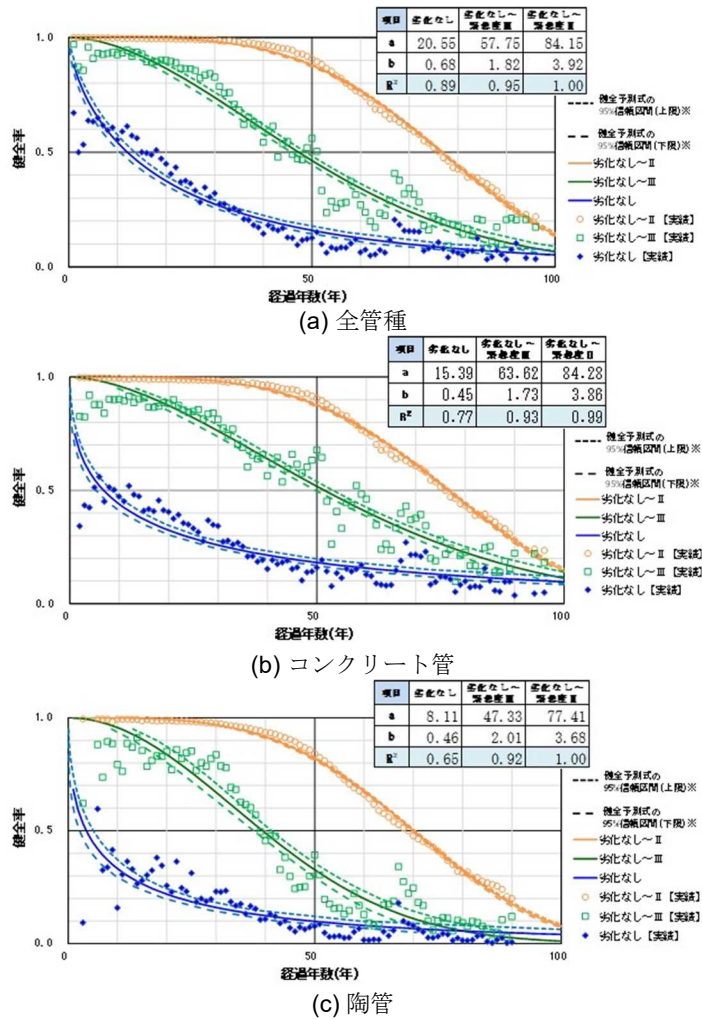 項目 劣化なし 劣化なし～緊急度Ⅲ 劣化なし～緊急度Ⅱ
a 20.55 57.75 84.15
b 0.68 1.82 3.92
R² 0.89 0.95 1.00
健全率
1.0
0.5
0.0
0 50 100
経過年数(年)
健全予測式の
95%信頼区間(上限)※
健全予測式の
95%信頼区間(下限)※
劣化なし～Ⅱ
劣化なし～Ⅲ
劣化なし
劣化なし～Ⅱ【実績】
劣化なし～Ⅲ【実績】
劣化なし【実績】
(a) 全管種
項目 劣化なし 劣化なし～緊急度Ⅲ 劣化なし～緊急度Ⅱ
a 15.39 63.62 84.28
b 0.45 1.73 3.86
R² 0.77 0.93 0.99
健全率
1.0
0.5
0.0
0 50 100
経過年数(年)
健全予測式の
95%信頼区間(上限)※
健全予測式の
95%信頼区間(下限)※
劣化なし～Ⅱ
劣化なし～Ⅲ
劣化なし
劣化なし～Ⅱ【実績】
劣化なし～Ⅲ【実績】
劣化なし【実績】
(b) コンクリート管
項目 劣化なし 劣化なし～緊急度Ⅲ 劣化なし～緊急度Ⅱ
a 8.11 47.33 77.41
b 0.46 2.01 3.68
R² 0.65 0.92 1.00
健全率
1.0
0.5
0.0
0 50 100
経過年数(年)
健全予測式の
95%信頼区間(上限)※
健全予測式の
95%信頼区間(下限)※
劣化なし～Ⅱ
劣化なし～Ⅲ
劣化なし
劣化なし～Ⅱ【実績】
劣化なし～Ⅲ【実績】
劣化なし【実績】
(c) 陶管